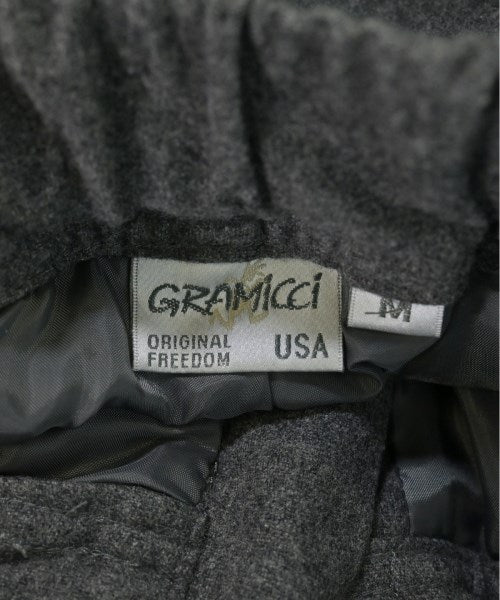 GRAMiCCi
ORIGINAL
FREEDOM
USA
M